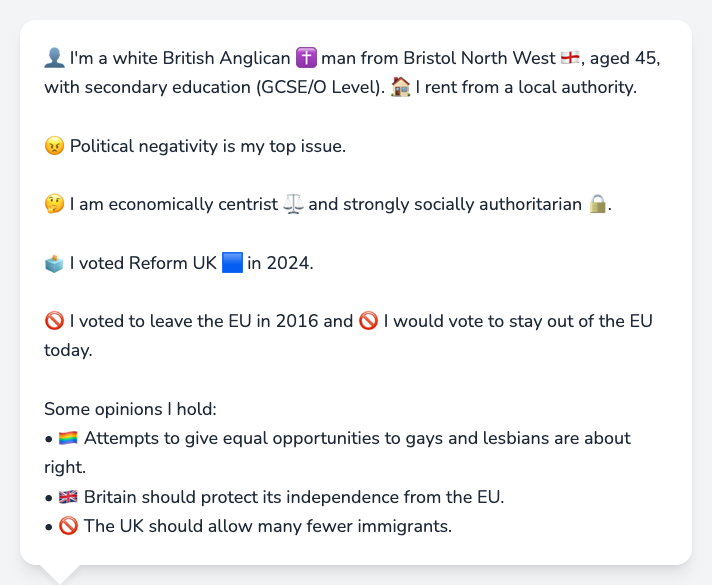 👤 I'm a white British Anglican ✝️ man from Bristol North West 🏴󠁧󠁢󠁥󠁮󠁧󠁿, aged 45,
with secondary education (GCSE/O Level). 🏠 I rent from a local authority.
😠 Political negativity is my top issue.
🤔 I am economically centrist ⚖️ and strongly socially authoritarian 🔒.
🗳️ I voted Reform UK 🟦 in 2024.
🚫 I voted to leave the EU in 2016 and 🚫 I would vote to stay out of the EU
today.
Some opinions I hold:
• 🏳️‍🌈 Attempts to give equal opportunities to gays and lesbians are about
right.
• 🇬🇧 Britain should protect its independence from the EU.
• 🚫 The UK should allow many fewer immigrants.